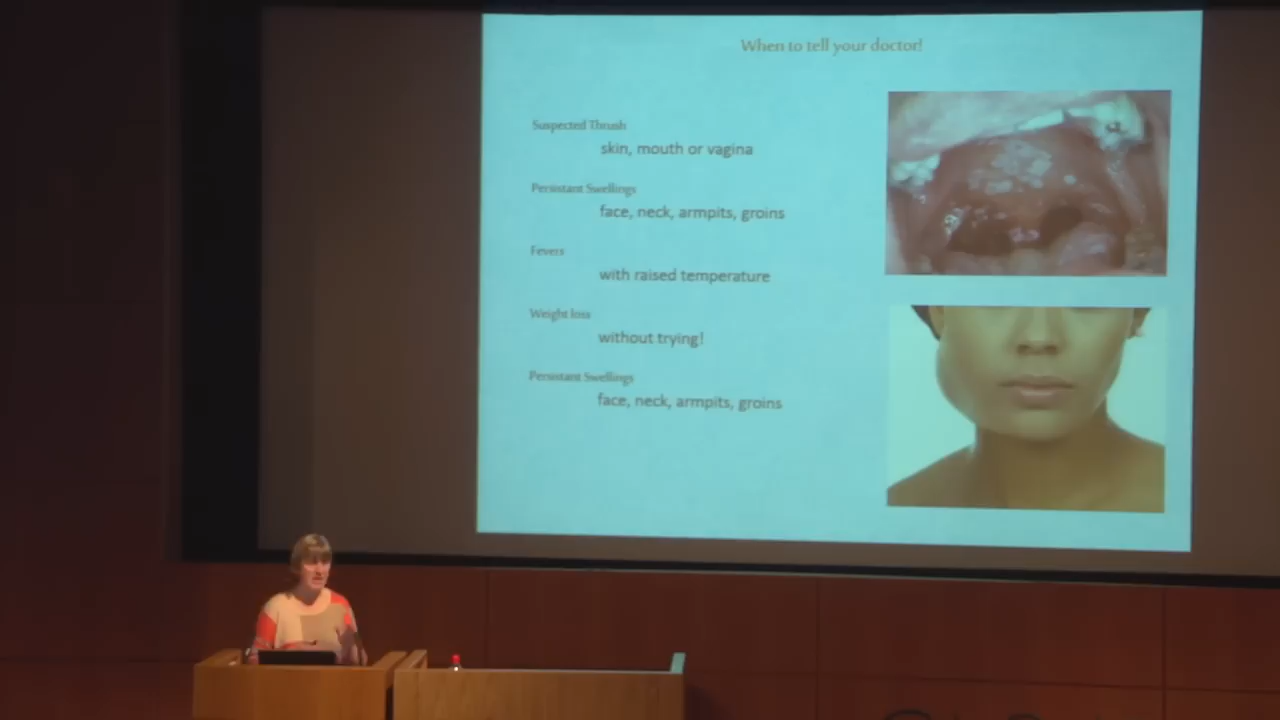 When to tell your doctor!
Suspected Thrush
skin, mouth or vagina
Persistant Swellings
face, neck, armpits, groins
Fevers
with raised temperature
Weight loss
without trying!
Persistant Swellings
face, neck, armpits, groins